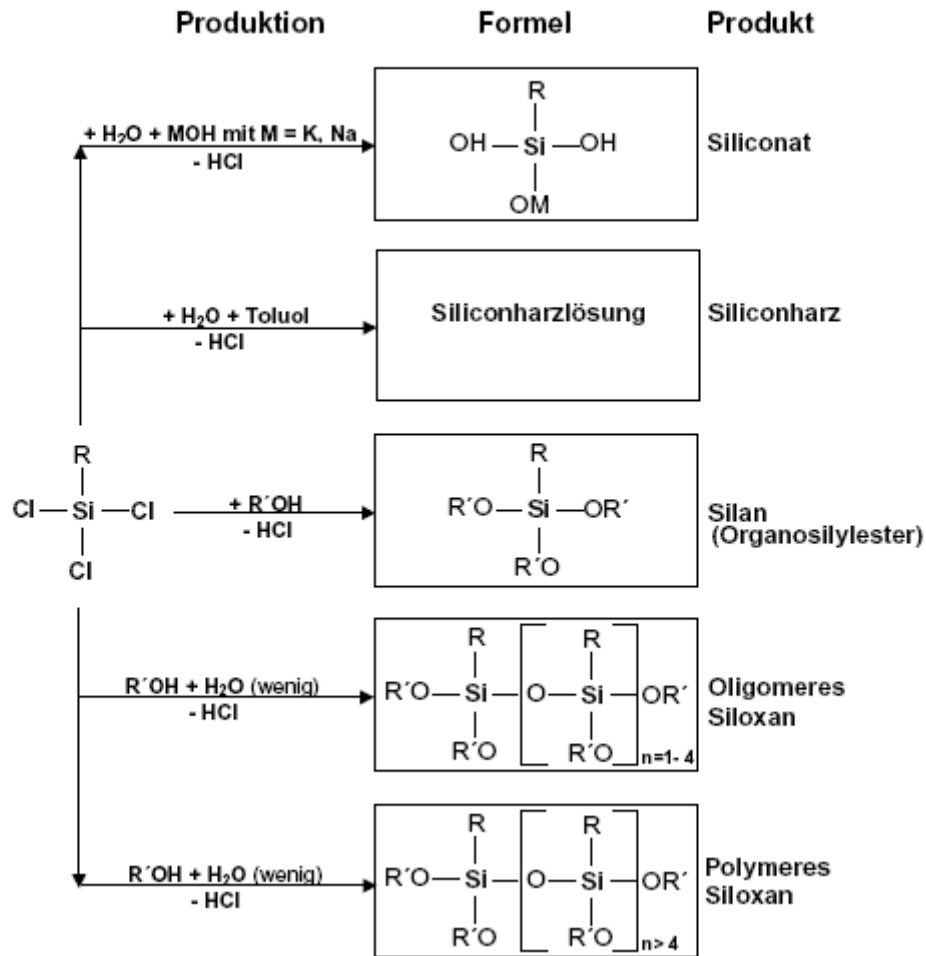 Produktion Formel Produkt
+ H₂O + MOH mit M = K, Na
- HCl
R
OH Si OH
OM
Siliconat
+ H₂O + Toluol
- HCl
Siliconharzlösung
Siliconharz
R
Cl Si Cl
Cl
+ R´OH
- HCl
R
R´O Si OR´
R´O
Silan
(Organosilylester)
R´OH + H₂O (wenig)
- HCl
R R
R´O Si O Si OR´
R´O R´O n=1- 4
Oligomeres
Siloxan
R´OH + H₂O (wenig)
- HCl
R R
R´O Si O Si OR´
R´O R´O n> 4
Polymeres
Siloxan